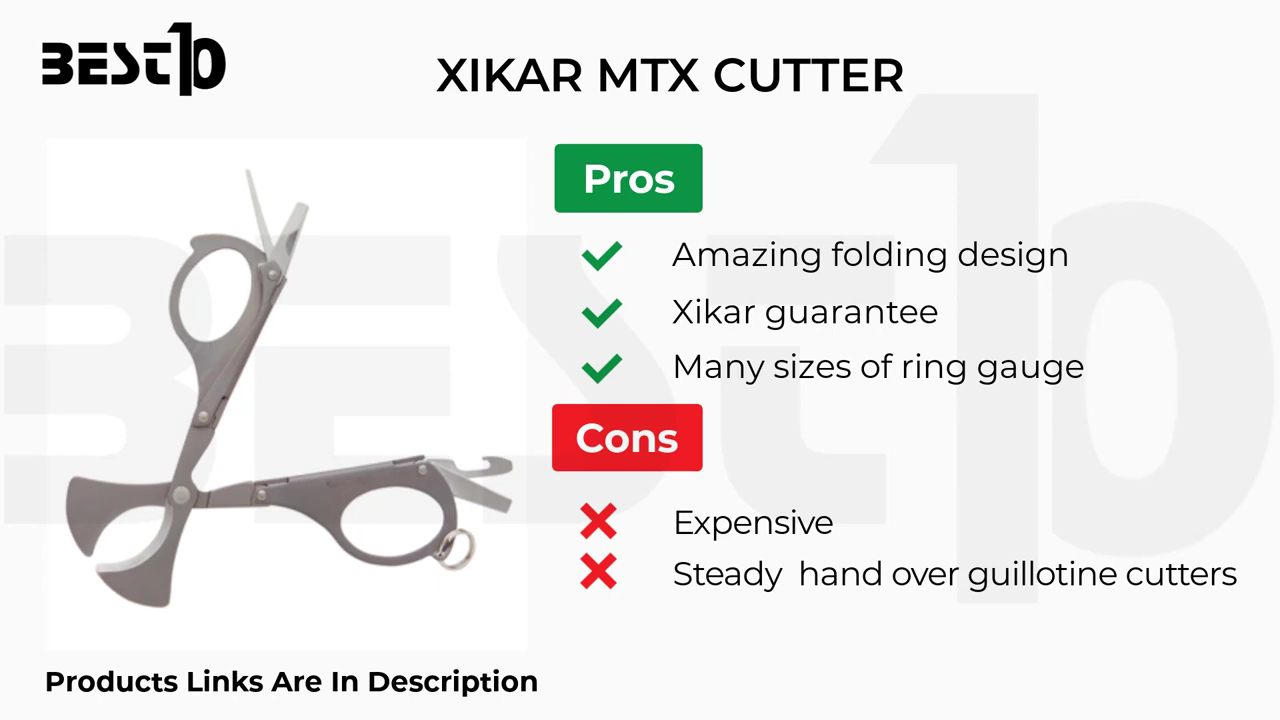 BEST10
XIKAR MTX CUTTER
Pros
Amazing folding design
Xikar guarantee
Many sizes of ring gauge
Cons
Expensive
Steady hand over guillotine cutters
Products Links Are In Description